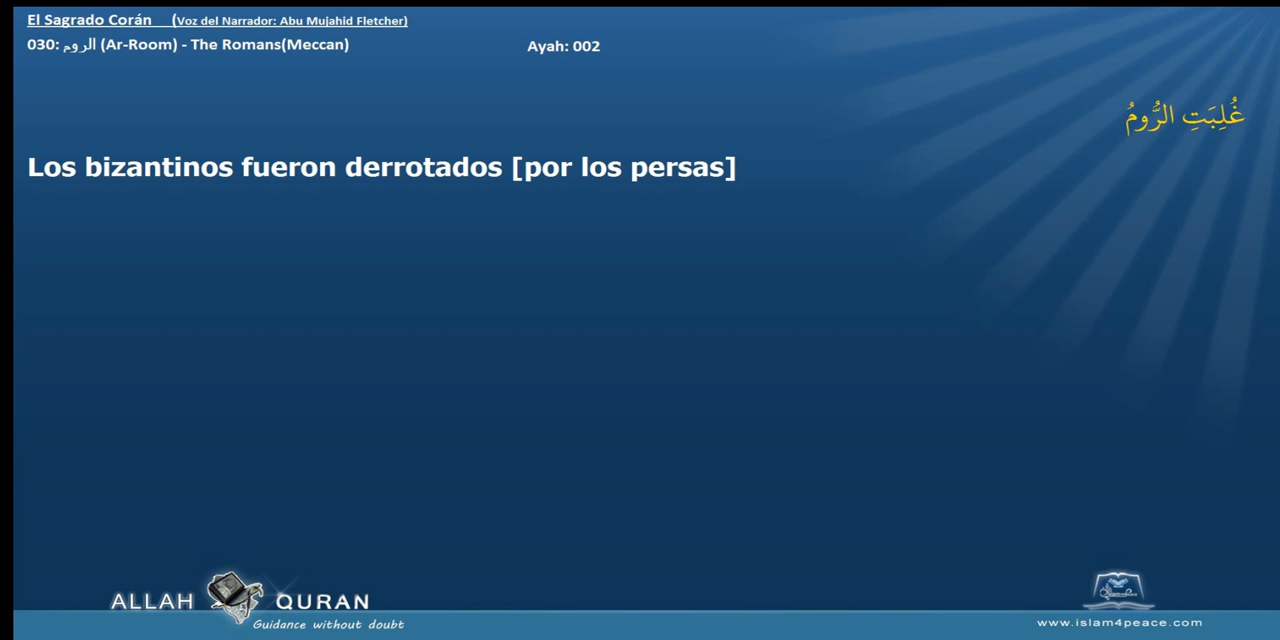 El Sagrado Corán (Voz del Narrador: Abu Mujahid Fletcher)
030: الروم (Ar-Room) - The Romans(Meccan) Ayah: 002
غُلِبَتِ الرُّومُ
Los bizantinos fueron derrotados [por los persas]
ALLAH QURAN
Guidance without doubt
www.islam4peace.com